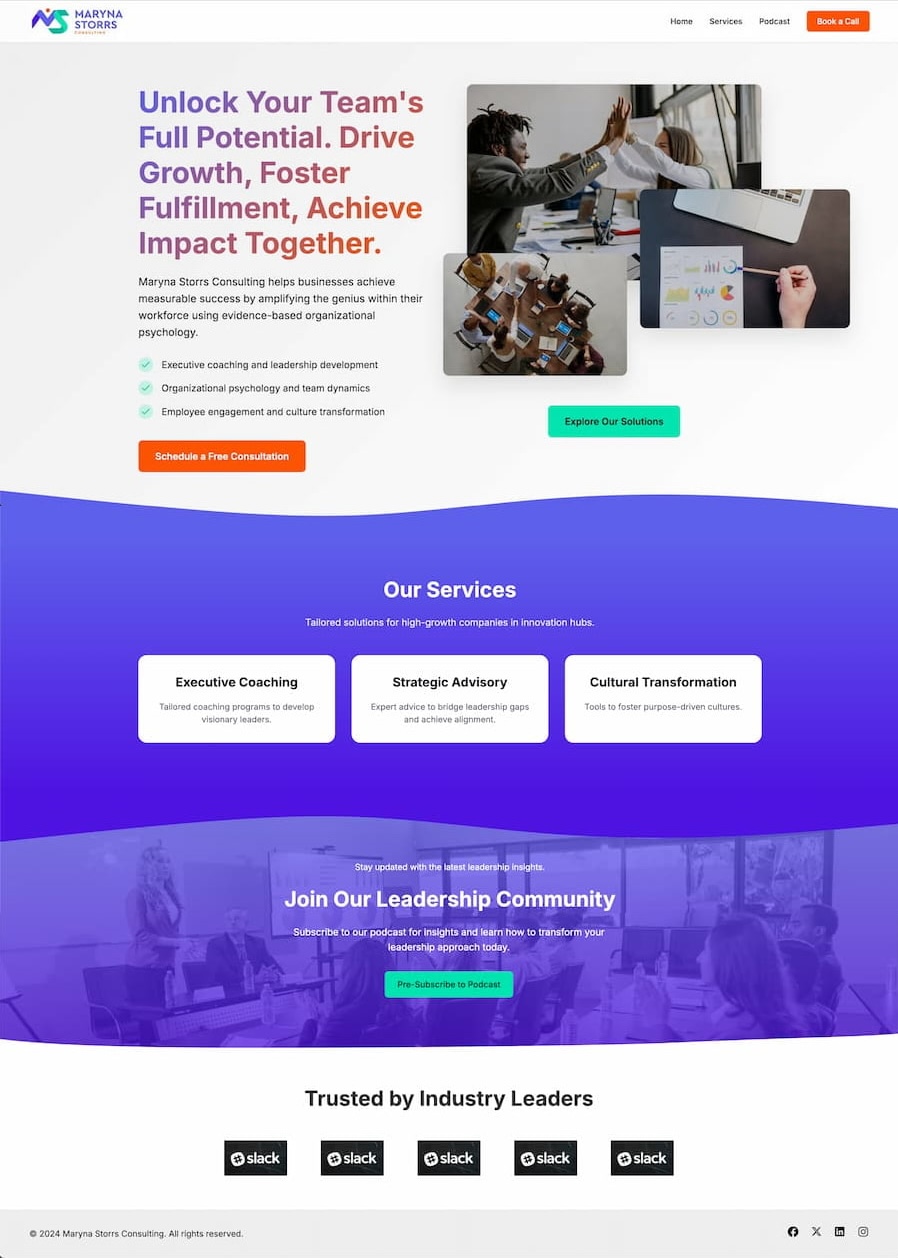 MARYNA
STORRS
CONSULTING
Home
Services
Podcast
Book a Call
Unlock Your Team's
Full Potential. Drive
Growth, Foster
Fulfillment, Achieve
Impact Together.
Maryna Storrs Consulting helps businesses achieve
measurable success by amplifying the genius within their
workforce using evidence-based organizational
psychology.
Executive coaching and leadership development
Organizational psychology and team dynamics
Employee engagement and culture transformation
Schedule a Free Consultation
Explore Our Solutions
Our Services
Tailored solutions for high-growth companies in innovation hubs.
Executive Coaching
Tailored coaching programs to develop
visionary leaders.
Strategic Advisory
Expert advice to bridge leadership gaps
and achieve alignment.
Cultural Transformation
Tools to foster purpose-driven cultures.
Stay updated with the latest leadership insights.
Join Our Leadership Community
Subscribe to our podcast for insights and learn how to transform your
leadership approach today.
Pre-Subscribe to Podcast
Trusted by Industry Leaders
slack
slack
slack
slack
slack
© 2024 Maryna Storrs Consulting. All rights reserved.